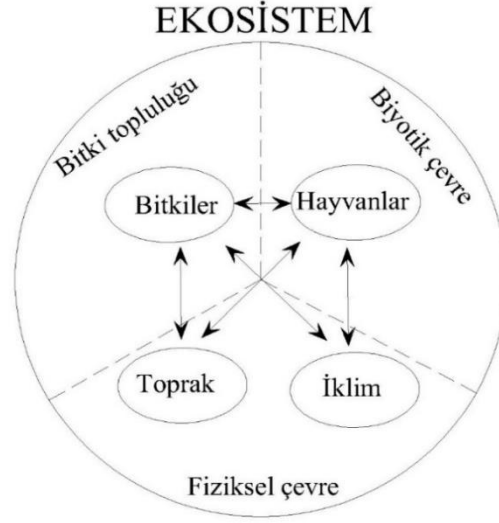 EKOSİSTEM
Bitki topluluğu
Biyotik çevre
Bitkiler
Hayvanlar
Toprak
İklim
Fiziksel çevre